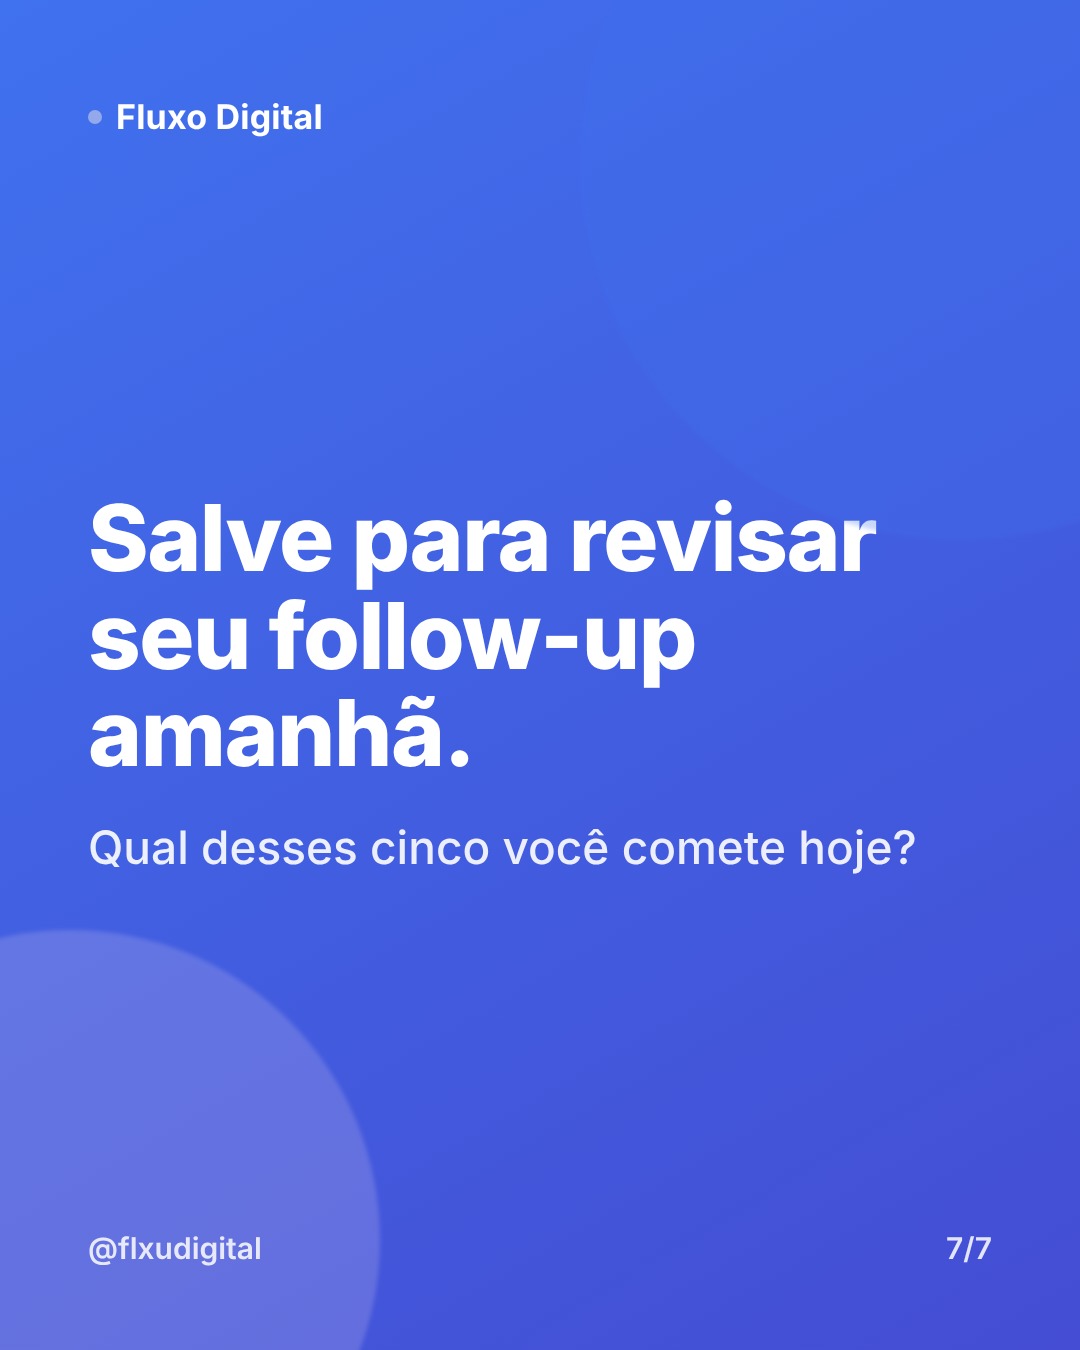 Fluxo Digital
Salve para revisar
seu follow-up
amanhã.
Qual desses cinco você comete hoje?
@flxudigital
7/7